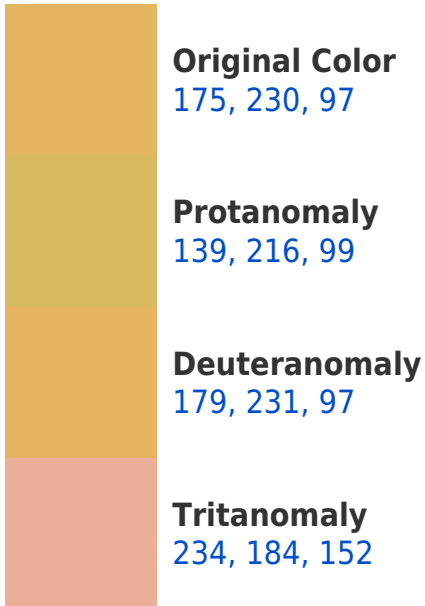 Original Color
175, 230, 97
Protanomaly
139, 216, 99
Deuteranomaly
179, 231, 97
Tritanomaly
234, 184, 152